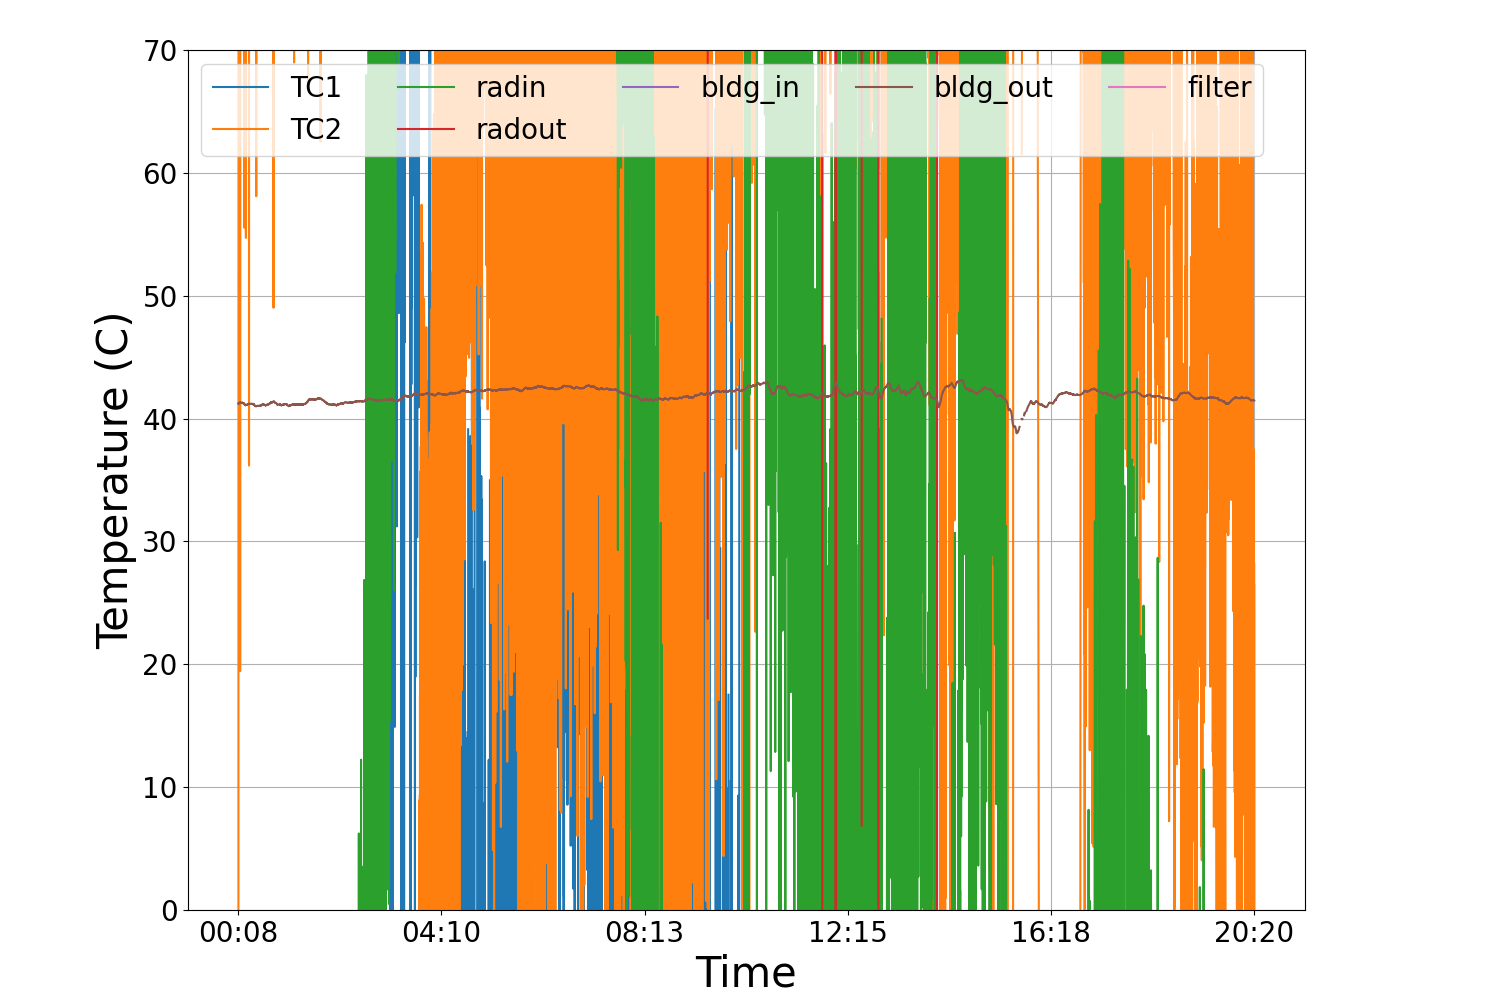 70
60
50
40
30
20
10
0
Temperature (C)
TC1
TC2
radin
radout
bldg_in
bldg_out
filter
00:08
04:10
08:13
12:15
16:18
20:20
Time